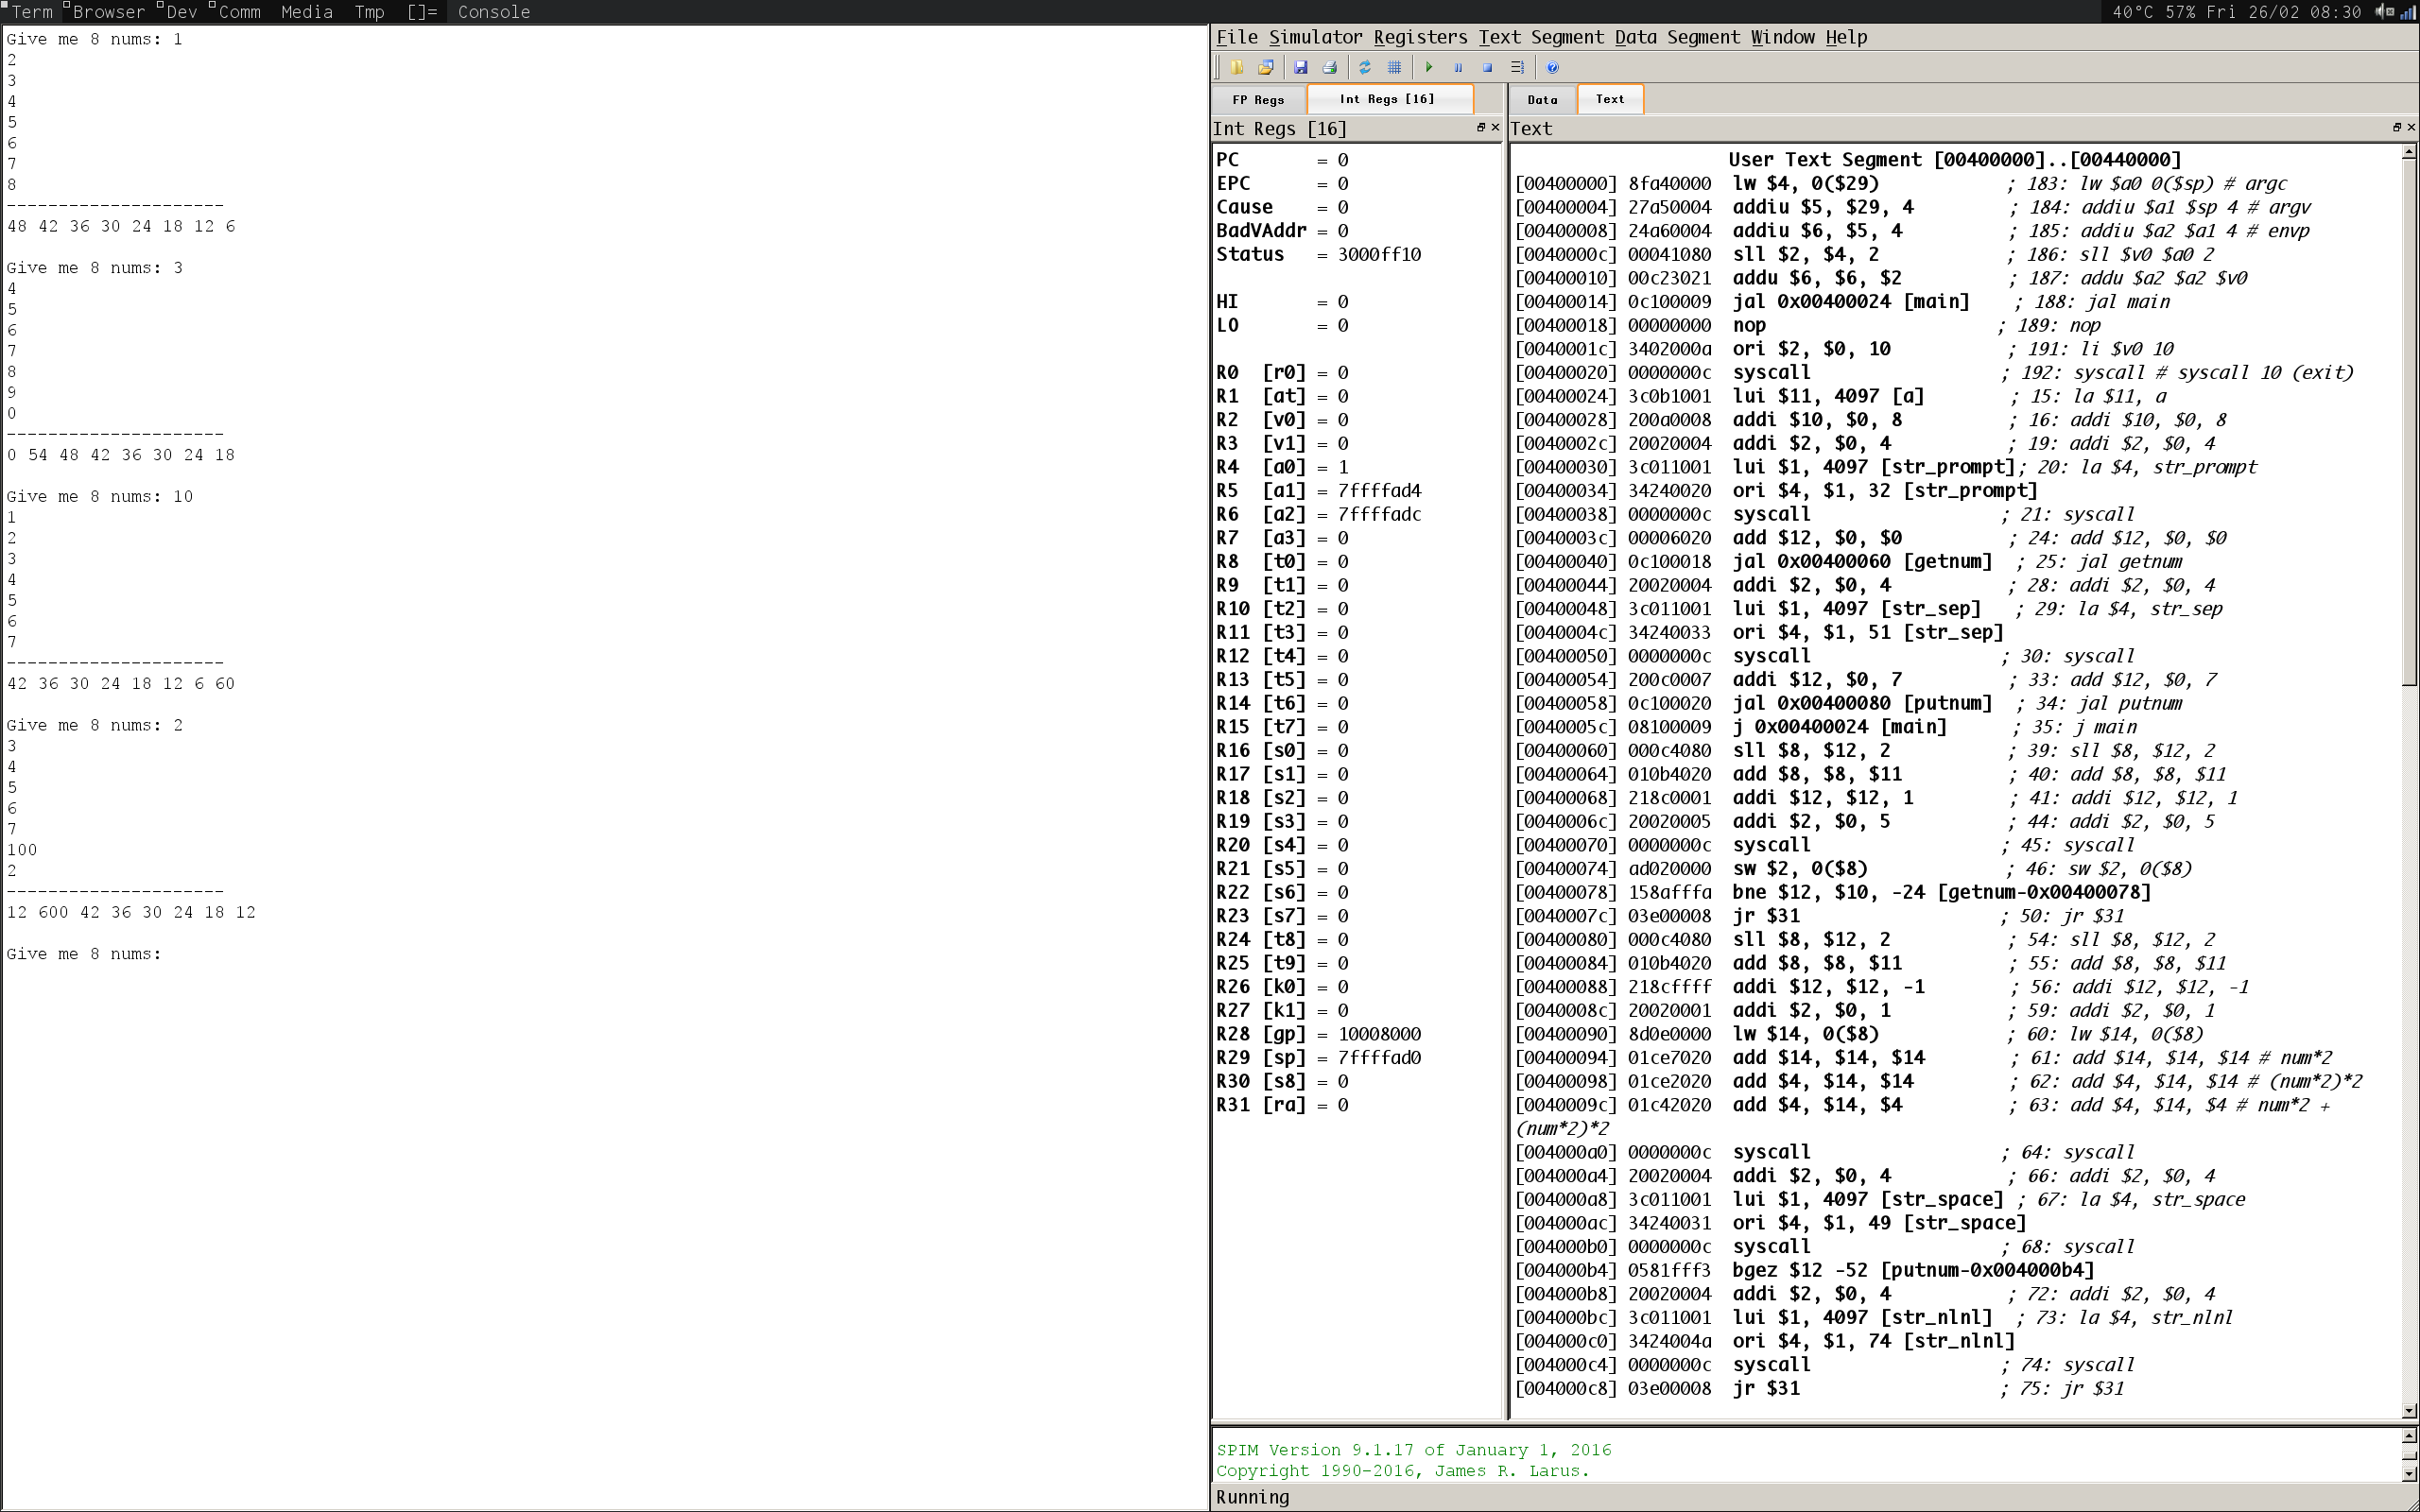 Term Browser Dev Comm Media Tmp []= Console 40°C 57% Fri 26/02 08:30
Give me 8 nums: 1
2
3
4
5
6
7
8
---------------------
48 42 36 30 24 18 12 6
Give me 8 nums: 3
4
5
6
7
8
9
0
---------------------
0 54 48 42 36 30 24 18
Give me 8 nums: 10
1
2
3
4
5
6
7
---------------------
42 36 30 24 18 12 6 60
Give me 8 nums: 2
3
4
5
6
7
100
2
---------------------
12 600 42 36 30 24 18 12
Give me 8 nums:
File Simulator Registers Text Segment Data Segment Window Help
FP Regs Int Regs [16]
Int Regs [16]
PC = 0
EPC = 0
Cause = 0
BadVAddr = 0
Status = 3000ff10
HI = 0
LO = 0
R0 [r0] = 0
R1 [at] = 0
R2 [v0] = 0
R3 [v1] = 0
R4 [a0] = 1
R5 [a1] = 7ffffad4
R6 [a2] = 7ffffadc
R7 [a3] = 0
R8 [t0] = 0
R9 [t1] = 0
R10 [t2] = 0
R11 [t3] = 0
R12 [t4] = 0
R13 [t5] = 0
R14 [t6] = 0
R15 [t7] = 0
R16 [s0] = 0
R17 [s1] = 0
R18 [s2] = 0
R19 [s3] = 0
R20 [s4] = 0
R21 [s5] = 0
R22 [s6] = 0
R23 [s7] = 0
R24 [t8] = 0
R25 [t9] = 0
R26 [k0] = 0
R27 [k1] = 0
R28 [gp] = 10008000
R29 [sp] = 7ffffad0
R30 [s8] = 0
R31 [ra] = 0
Data Text
Text
User Text Segment [00400000]..[00440000]
[00400000] 8fa40000 lw $4, 0($29) ; 183: lw $a0 0($sp) # argc
[00400004] 27a50004 addiu $5, $29, 4 ; 184: addiu $a1 $sp 4 # argv
[00400008] 24a60004 addiu $6, $5, 4 ; 185: addiu $a2 $a1 4 # envp
[0040000c] 00041080 sll $2, $4, 2 ; 186: sll $v0 $a0 2
[00400010] 00c23021 addu $6, $6, $2 ; 187: addu $a2 $a2 $v0
[00400014] 0c100009 jal 0x00400024 [main] ; 188: jal main
[00400018] 00000000 nop ; 189: nop
[0040001c] 3402000a ori $2, $0, 10 ; 191: li $v0 10
[00400020] 0000000c syscall ; 192: syscall # syscall 10 (exit)
[00400024] 3c0b1001 lui $11, 4097 [a] ; 15: la $11, a
[00400028] 200a0008 addi $10, $0, 8 ; 16: addi $10, $0, 8
[0040002c] 20020004 addi $2, $0, 4 ; 19: addi $2, $0, 4
[00400030] 3c011001 lui $1, 4097 [str_prompt]; 20: la $4, str_prompt
[00400034] 34240020 ori $4, $1, 32 [str_prompt]
[00400038] 0000000c syscall ; 21: syscall
[0040003c] 00006020 add $12, $0, $0 ; 24: add $12, $0, $0
[00400040] 0c100018 jal 0x00400060 [getnum] ; 25: jal getnum
[00400044] 20020004 addi $2, $0, 4 ; 28: addi $2, $0, 4
[00400048] 3c011001 lui $1, 4097 [str_sep] ; 29: la $4, str_sep
[0040004c] 34240033 ori $4, $1, 51 [str_sep]
[00400050] 0000000c syscall ; 30: syscall
[00400054] 200c0007 addi $12, $0, 7 ; 33: add $12, $0, 7
[00400058] 0c100020 jal 0x00400080 [putnum] ; 34: jal putnum
[0040005c] 08100009 j 0x00400024 [main] ; 35: j main
[00400060] 000c4080 sll $8, $12, 2 ; 39: sll $8, $12, 2
[00400064] 010b4020 add $8, $8, $11 ; 40: add $8, $8, $11
[00400068] 218c0001 addi $12, $12, 1 ; 41: addi $12, $12, 1
[0040006c] 20020005 addi $2, $0, 5 ; 44: addi $2, $0, 5
[00400070] 0000000c syscall ; 45: syscall
[00400074] ad020000 sw $2, 0($8) ; 46: sw $2, 0($8)
[00400078] 158afffa bne $12, $10, -24 [getnum-0x00400078]
[0040007c] 03e00008 jr $31 ; 50: jr $31
[00400080] 000c4080 sll $8, $12, 2 ; 54: sll $8, $12, 2
[00400084] 010b4020 add $8, $8, $11 ; 55: add $8, $8, $11
[00400088] 218cffff addi $12, $12, -1 ; 56: addi $12, $12, -1
[0040008c] 20020001 addi $2, $0, 1 ; 59: addi $2, $0, 1
[00400090] 8d0e0000 lw $14, 0($8) ; 60: lw $14, 0($8)
[00400094] 01ce7020 add $14, $14, $14 ; 61: add $14, $14, $14 # num*2
[00400098] 01ce2020 add $4, $14, $14 ; 62: add $4, $14, $14 # (num*2)*2
[0040009c] 01c42020 add $4, $14, $4 ; 63: add $4, $14, $4 # num*2 +
(num*2)*2
[004000a0] 0000000c syscall ; 64: syscall
[004000a4] 20020004 addi $2, $0, 4 ; 66: addi $2, $0, 4
[004000a8] 3c011001 lui $1, 4097 [str_space] ; 67: la $4, str_space
[004000ac] 34240031 ori $4, $1, 49 [str_space]
[004000b0] 0000000c syscall ; 68: syscall
[004000b4] 0581fff3 bgez $12 -52 [putnum-0x004000b4]
[004000b8] 20020004 addi $2, $0, 4 ; 72: addi $2, $0, 4
[004000bc] 3c011001 lui $1, 4097 [str_nlnl] ; 73: la $4, str_nlnl
[004000c0] 3424004a ori $4, $1, 74 [str_nlnl]
[004000c4] 0000000c syscall ; 74: syscall
[004000c8] 03e00008 jr $31 ; 75: jr $31
SPIM Version 9.1.17 of January 1, 2016
Copyright 1990-2016, James R. Larus.
Running